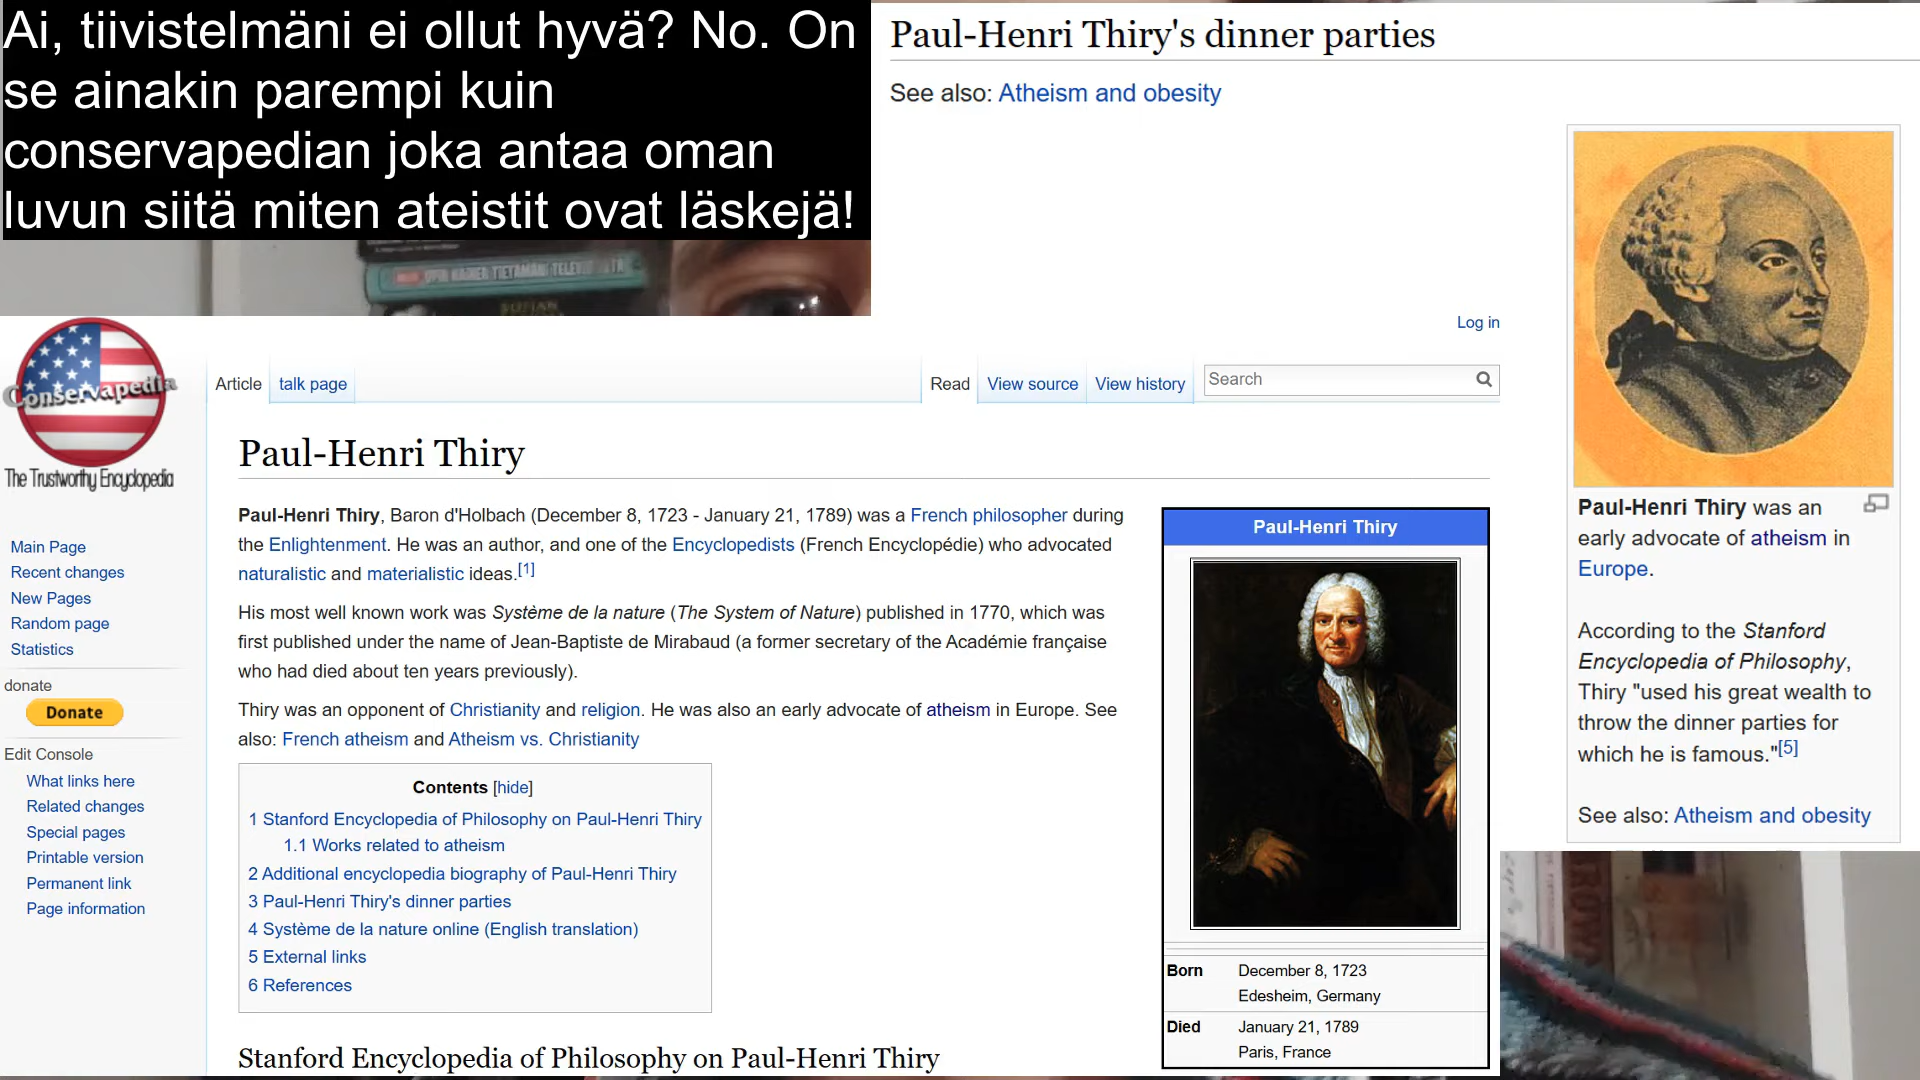 Ai, tiivistelmäni ei ollut hyvä? No. On
se ainakin parempi kuin
conservapedian joka antaa oman
luvun siitä miten ateistit ovat läskejä!
Paul-Henri Thiry's dinner parties
See also: Atheism and obesity
Paul-Henri Thiry was an
early advocate of atheism in
Europe.
According to the Stanford
Encyclopedia of Philosophy,
Thiry "used his great wealth to
throw the dinner parties for
which he is famous."[5]
See also: Atheism and obesity
Conservapedia
The Trustworthy Encyclopedia
Main Page
Recent changes
New Pages
Random page
Statistics
donate
Donate
Edit Console
What links here
Related changes
Special pages
Printable version
Permanent link
Page information
Log in
Article talk page Read View source View history Search
Paul-Henri Thiry
Paul-Henri Thiry, Baron d'Holbach (December 8, 1723 - January 21, 1789) was a French philosopher during
the Enlightenment. He was an author, and one of the Encyclopedists (French Encyclopédie) who advocated
naturalistic and materialistic ideas.[1]
His most well known work was Système de la nature (The System of Nature) published in 1770, which was
first published under the name of Jean-Baptiste de Mirabaud (a former secretary of the Académie française
who had died about ten years previously).
Thiry was an opponent of Christianity and religion. He was also an early advocate of atheism in Europe. See
also: French atheism and Atheism vs. Christianity
Contents [hide]
1 Stanford Encyclopedia of Philosophy on Paul-Henri Thiry
1.1 Works related to atheism
2 Additional encyclopedia biography of Paul-Henri Thiry
3 Paul-Henri Thiry's dinner parties
4 Système de la nature online (English translation)
5 External links
6 References
Stanford Encyclopedia of Philosophy on Paul-Henri Thiry
Paul-Henri Thiry
Born December 8, 1723
Edesheim, Germany
Died January 21, 1789
Paris, France